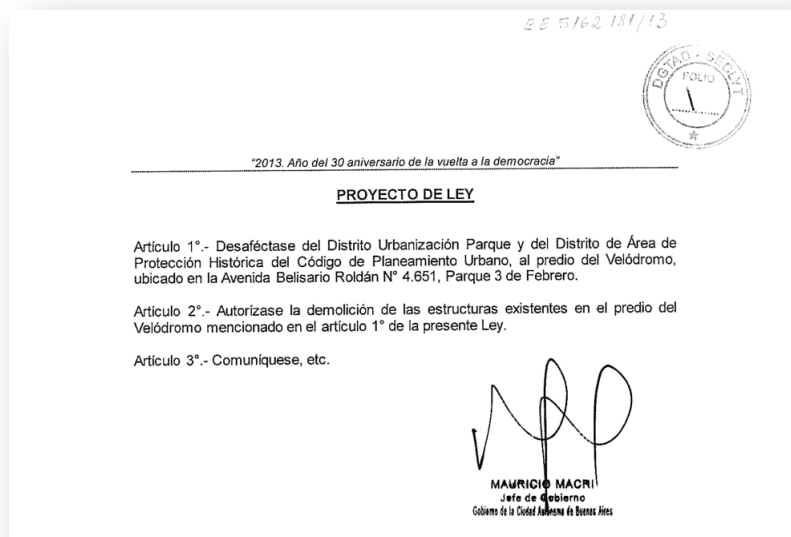 EE 5162 181/13
DGTAD - SECLYT
FOLIO
1
"2013. Año del 30 aniversario de la vuelta a la democracia"
PROYECTO DE LEY
Artículo 1°.- Desaféctase del Distrito Urbanización Parque y del Distrito de Área de
Protección Histórica del Código de Planeamiento Urbano, al predio del Velódromo,
ubicado en la Avenida Belisario Roldán N° 4.651, Parque 3 de Febrero.
Artículo 2°.- Autorízase la demolición de las estructuras existentes en el predio del
Velódromo mencionado en el artículo 1° de la presente Ley.
Artículo 3°.- Comuníquese, etc.
MAURICIO MACRI
Jefe de Gobierno
Gobierno de la Ciudad Autónoma de Buenos Aires